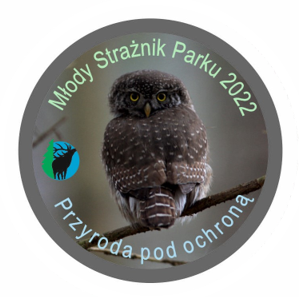 Młody Strażnik Parku 2022
Przyroda pod ochroną